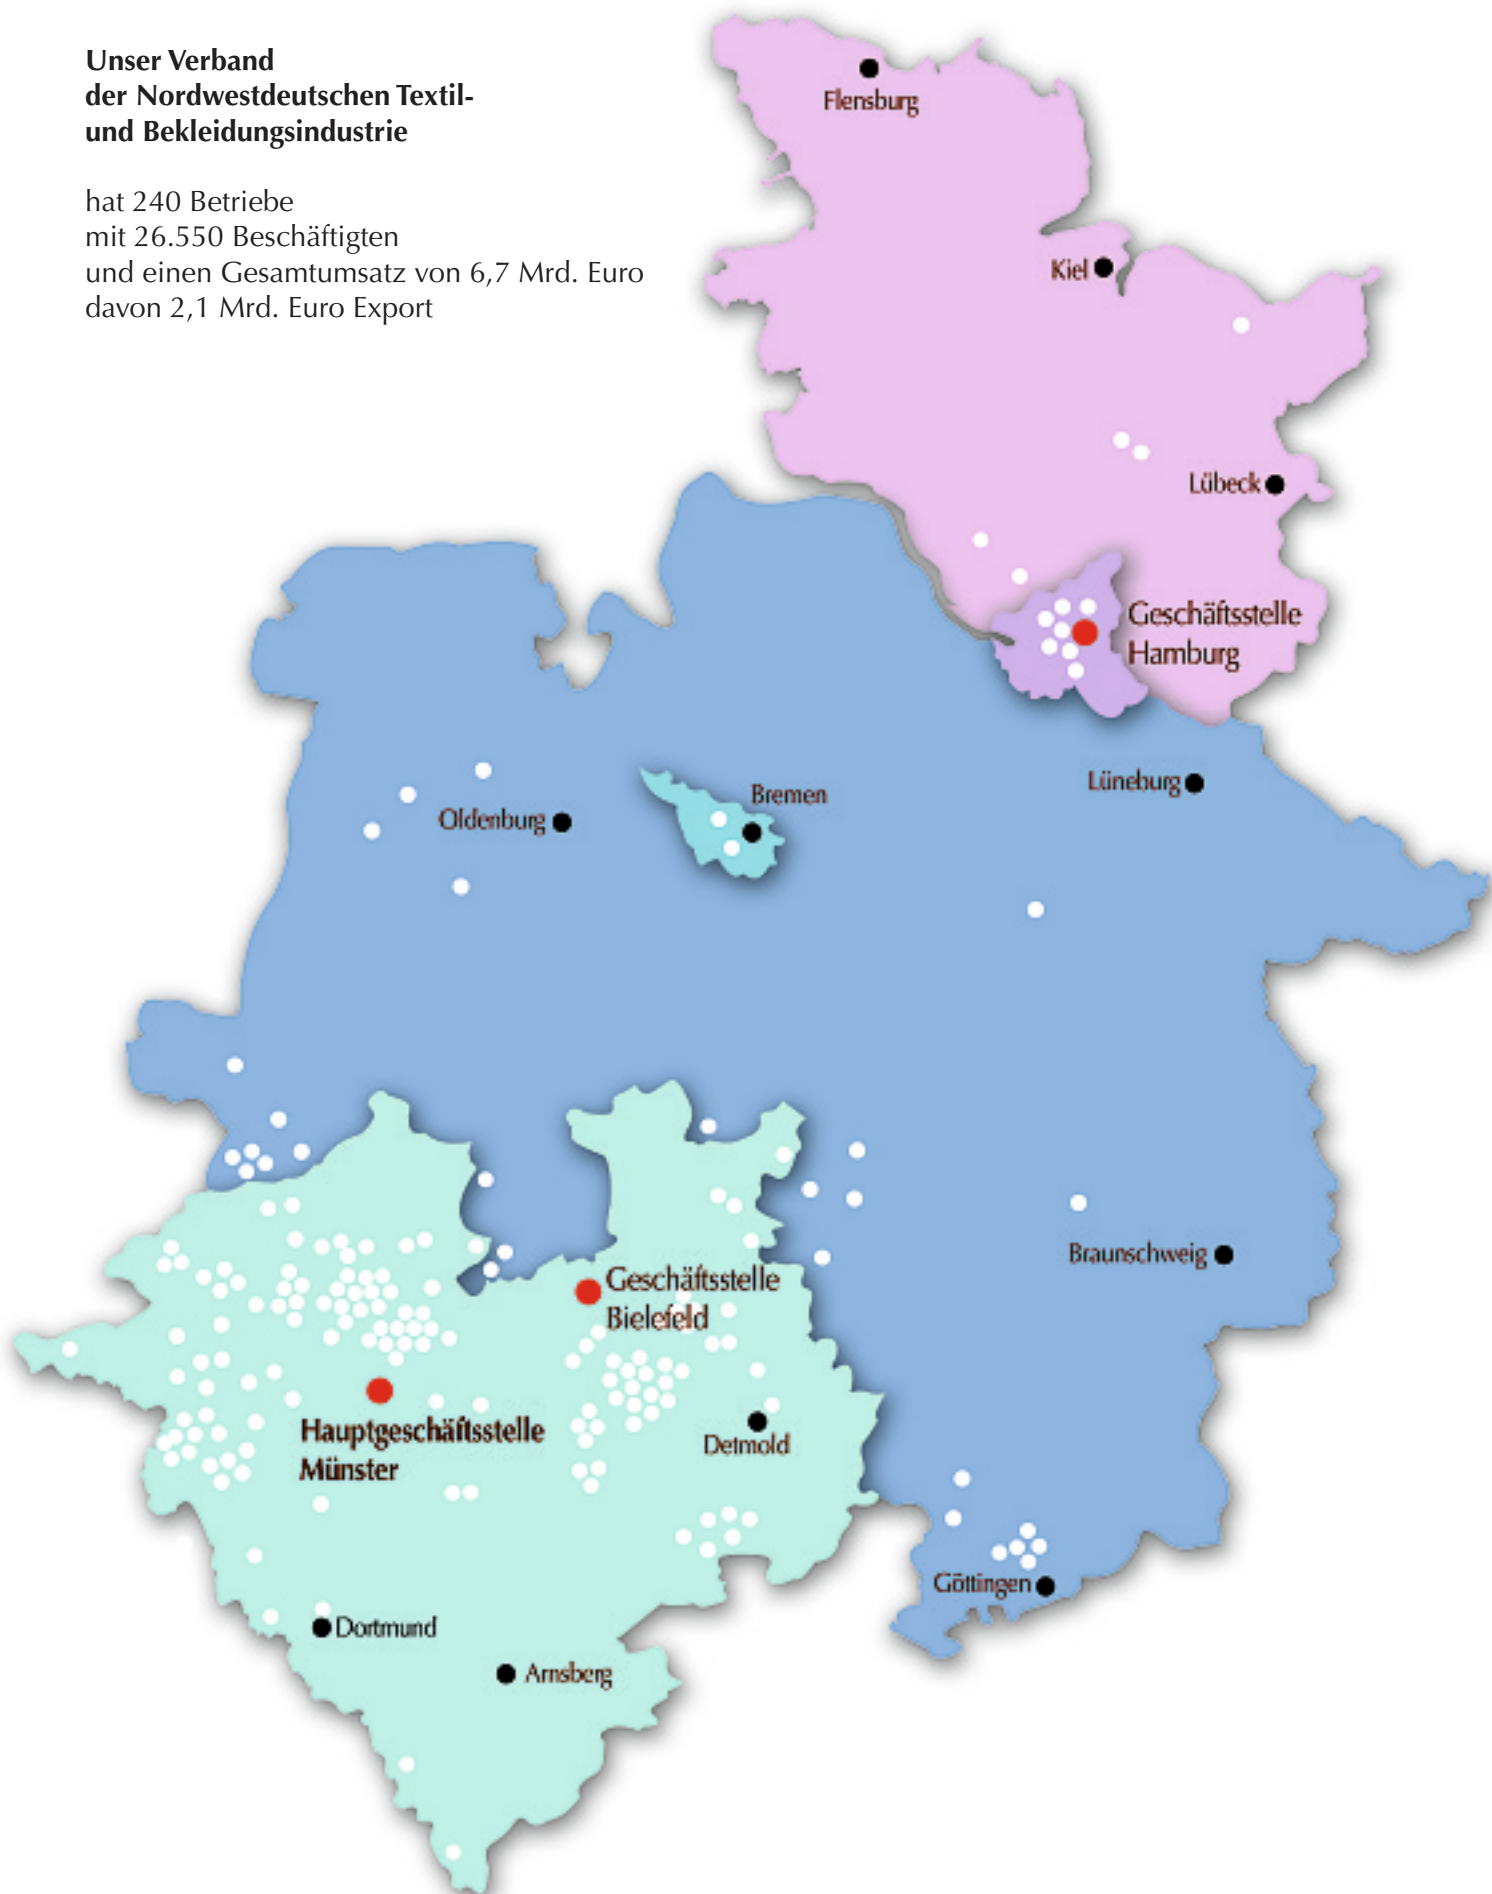 Unser Verband
der Nordwestdeutschen Textil-
und Bekleidungsindustrie
hat 240 Betriebe
mit 26.550 Beschäftigten
und einen Gesamtumsatz von 6,7 Mrd. Euro
davon 2,1 Mrd. Euro Export
Flensburg
Kiel
Lübeck
Geschäftsstelle
Hamburg
Lüneburg
Bremen
Oldenburg
Braunschweig
Geschäftsstelle
Bielefeld
Hauptgeschäftsstelle
Münster
Detmold
Göttingen
Dortmund
Arnsberg